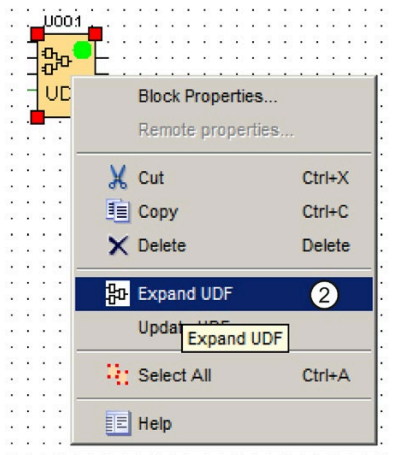 U001
UD
Block Properties...
Remote properties...
Cut Ctrl+X
Copy Ctrl+C
Delete Delete
Expand UDF 2
Update
Expand UDF
Select All Ctrl+A
Help